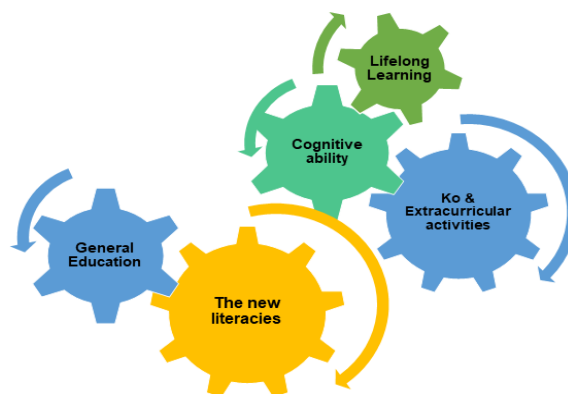 Lifelong
Learning
Cognitive
ability
Ko &
Extracurricular
activities
General
Education
The new
literacies